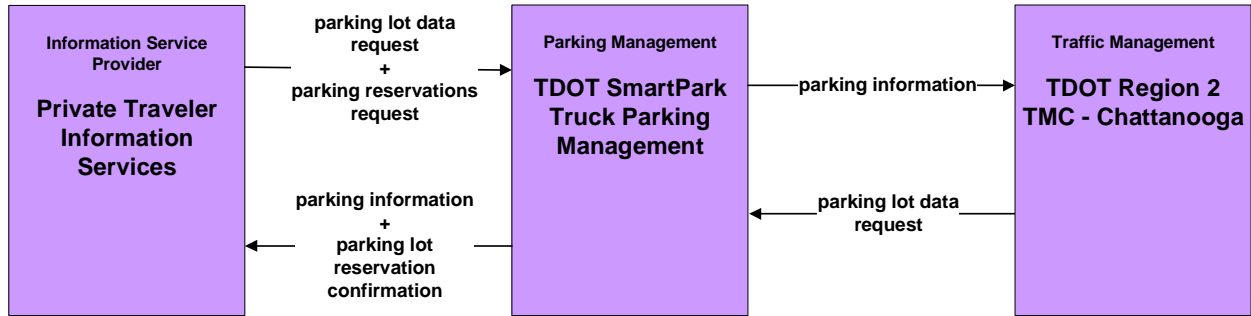 Information Service
Provider
Private Traveler
Information
Services
parking lot data
request
+
parking reservations
request
parking information
+
parking lot
reservation
confirmation
Parking Management
TDOT SmartPark
Truck Parking
Management
parking information
parking lot data
request
Traffic Management
TDOT Region 2
TMC - Chattanooga